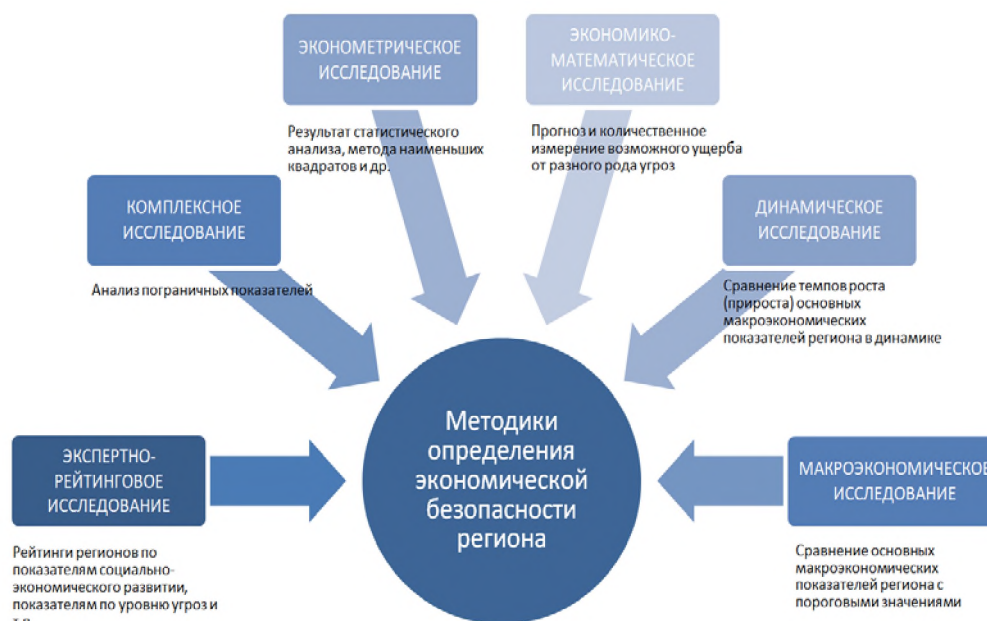 ЭКСПЕРТНО-
РЕЙТИНГОВОЕ
ИССЛЕДОВАНИЕ
Рейтинги регионов по
показателям социально-
экономического развитии,
показателям по уровню угроз и
КОМПЛЕКСНОЕ
ИССЛЕДОВАНИЕ
Анализ пограничных показателей
ЭКОНОМЕТРИЧЕСКОЕ
ИССЛЕДОВАНИЕ
Результат статистического
анализа, метода наименьших
квадратов и др.
ЭКОНОМИКО-
МАТЕМАТИЧЕСКОЕ
ИССЛЕДОВАНИЕ
Прогноз и количественное
измерение возможного ущерба
от разного рода угроз
ДИНАМИЧЕСКОЕ
ИССЛЕДОВАНИЕ
Сравнение темпов роста
(прироста) основных
макроэкономических
показателей региона в динамике
МАКРОЭКОНОМИЧЕСКОЕ
ИССЛЕДОВАНИЕ
Сравнение основных
макроэкономических
показателей региона с
пороговыми значениями
Методики
определения
экономической
безопасности
региона